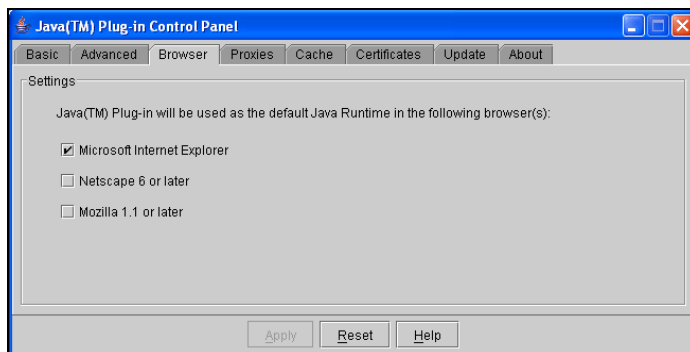 Java(TM) Plug-in Control Panel
Basic Advanced Browser Proxies Cache Certificates Update About
Settings
Java(TM) Plug-in will be used as the default Java Runtime in the following browser(s):
Microsoft Internet Explorer
Netscape 6 or later
Mozilla 1.1 or later
Apply Reset Help